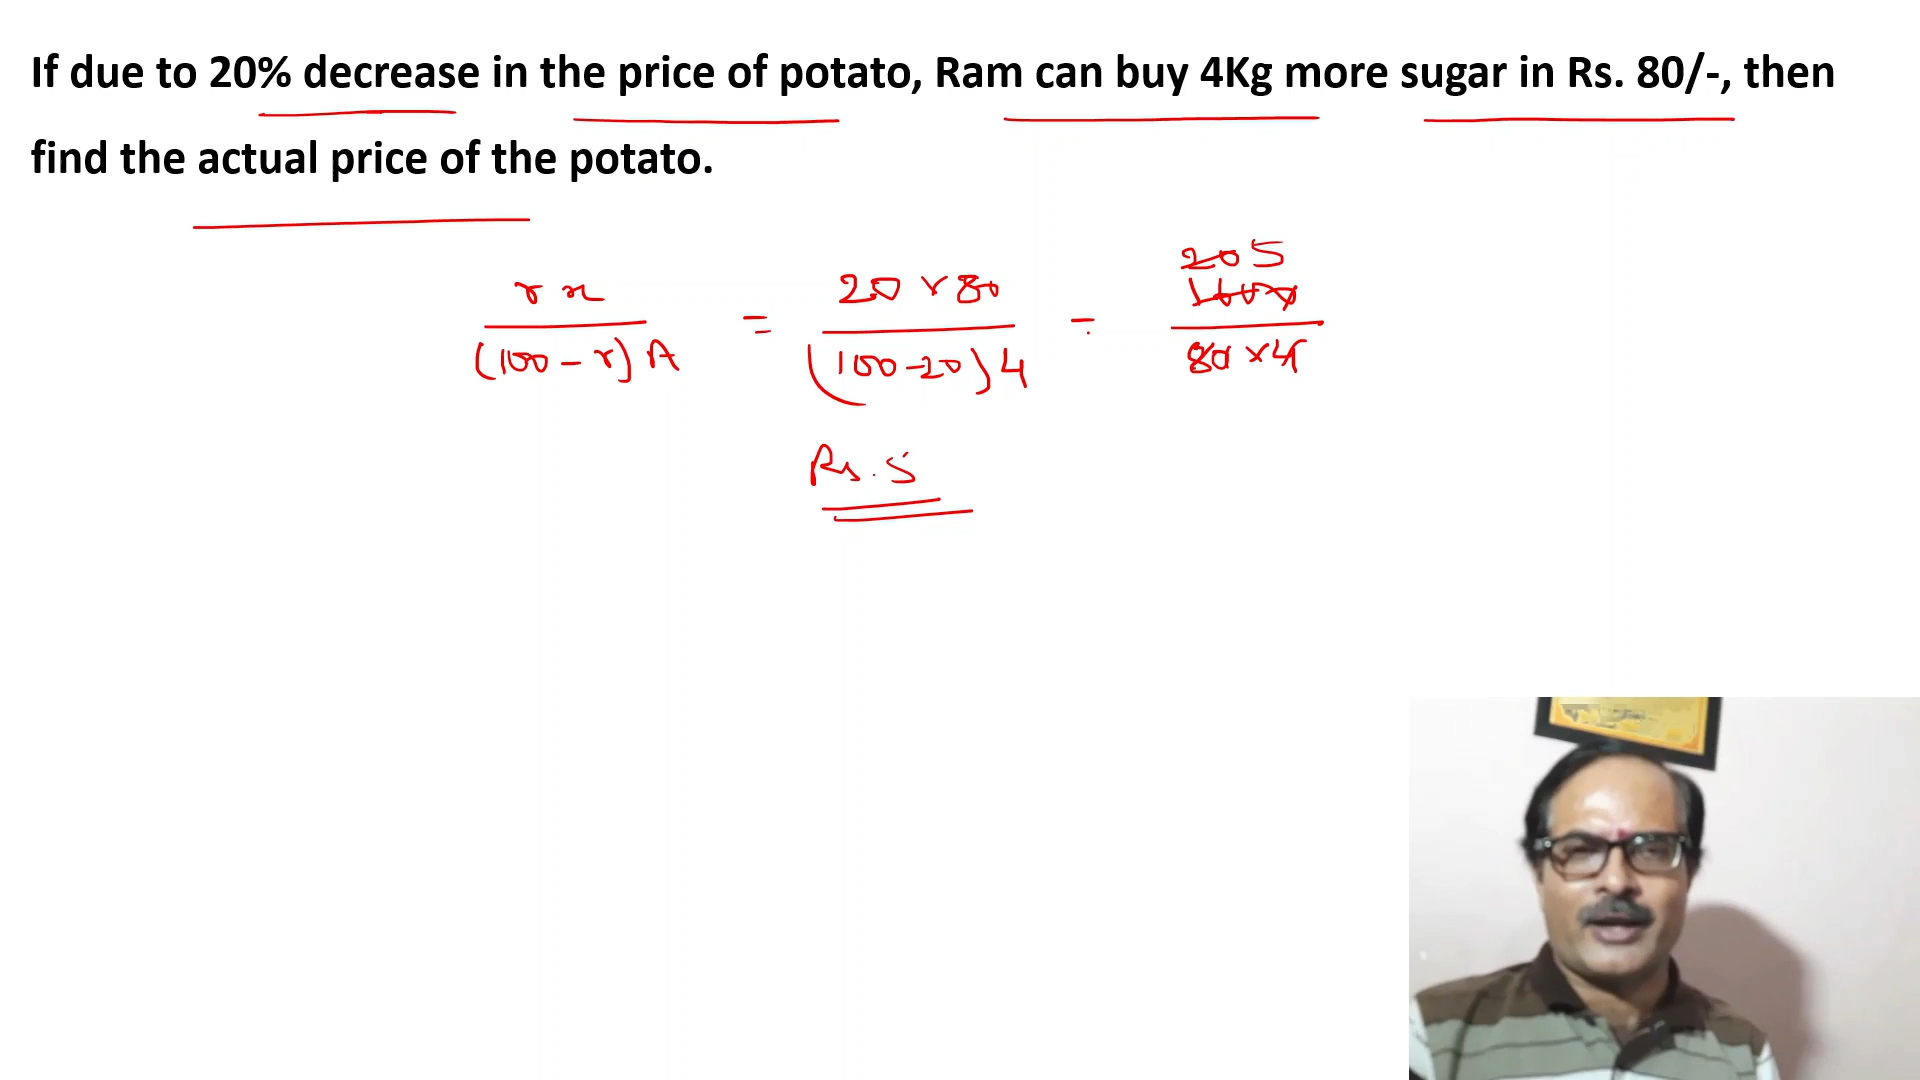 If due to 20% decrease in the price of potato, Ram can buy 4Kg more sugar in Rs. 80/-, then
find the actual price of the potato.
r x / (100 - r) A = 20 × 80 / (100 - 20) 4 = 1600 / 80 × 4
20 5
Rs. 5